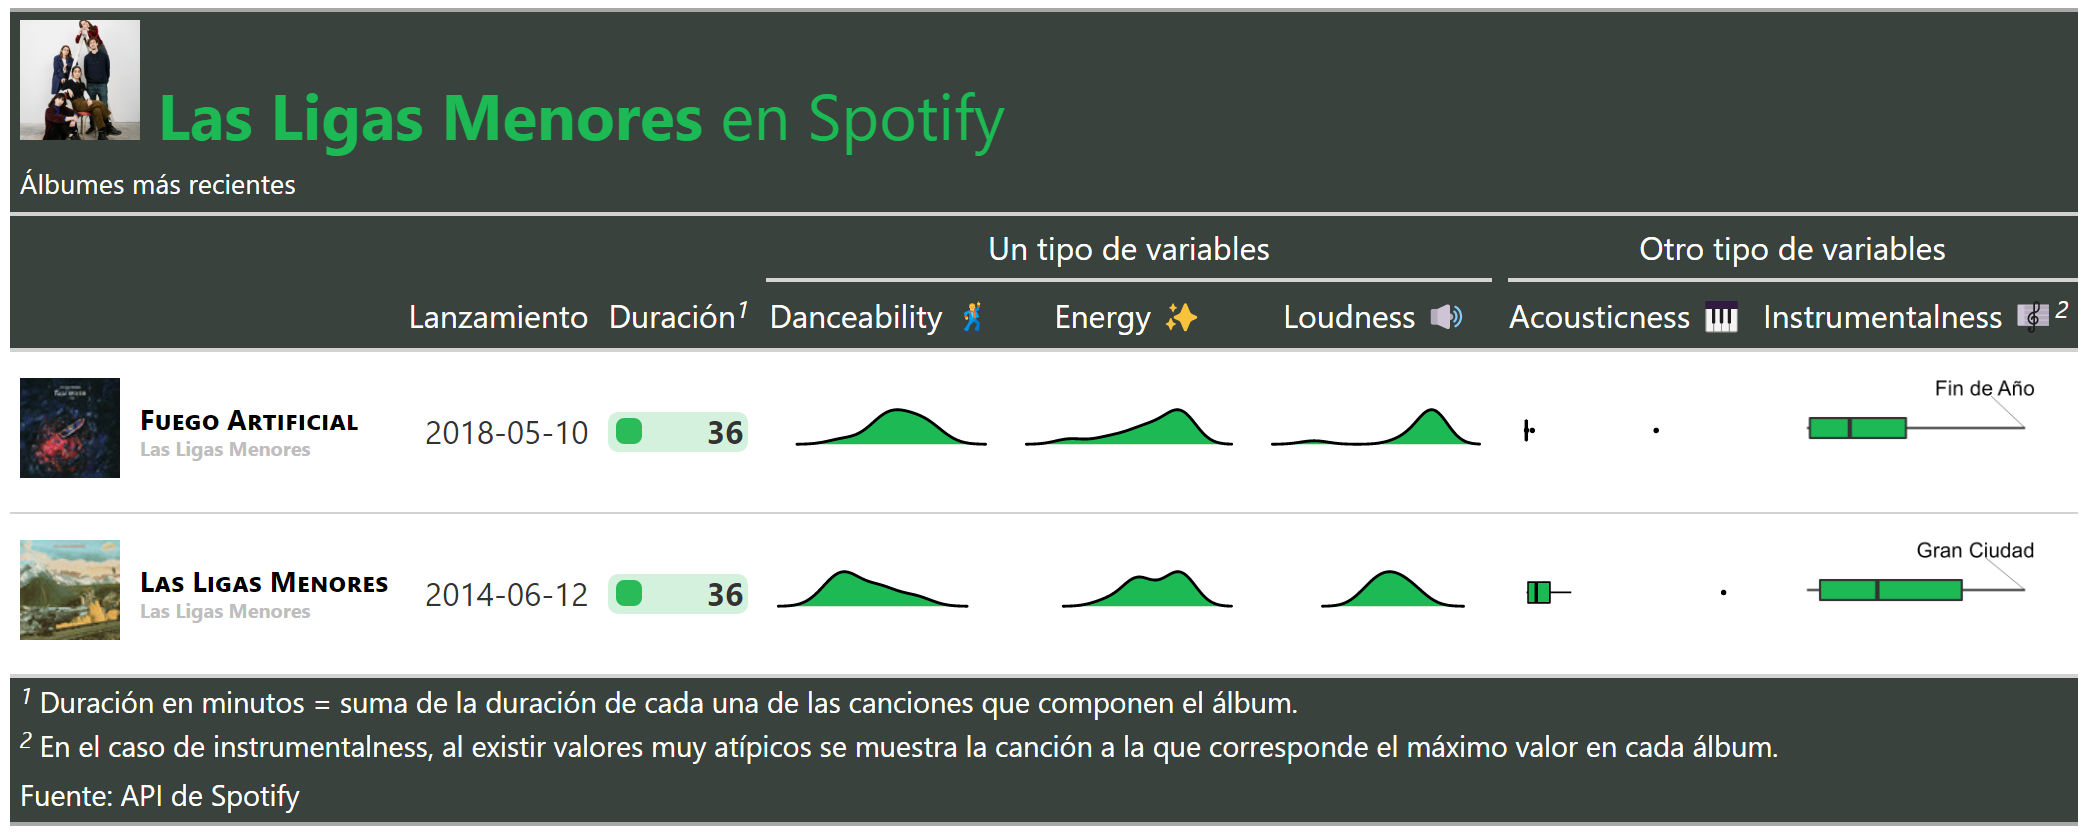 Las Ligas Menores en Spotify
Álbumes más recientes
Un tipo de variables
Otro tipo de variables
Lanzamiento
Duración¹
Danceability 🕺
Energy ✨
Loudness 🔊
Acousticness 🎹
Instrumentalness 🎼 ²
Fuego Artificial
Las Ligas Menores
2018-05-10
36
Fin de Año
Las Ligas Menores
Las Ligas Menores
2014-06-12
36
Gran Ciudad
¹ Duración en minutos = suma de la duración de cada una de las canciones que componen el álbum.
² En el caso de instrumentalness, al existir valores muy atípicos se muestra la canción a la que corresponde el máximo valor en cada álbum.
Fuente: API de Spotify